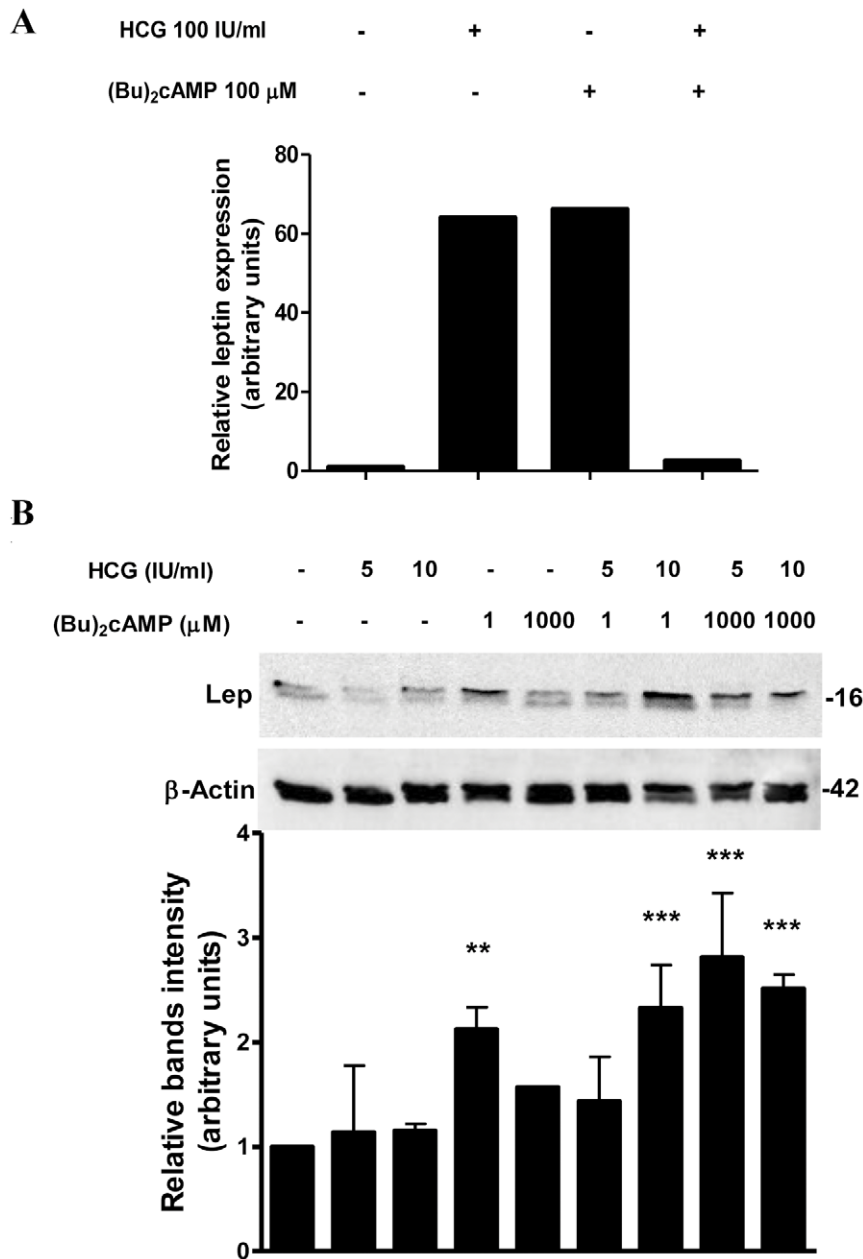 A
HCG 100 IU/ml - + - +
(Bu)₂cAMP 100 μM - - + +
Relative leptin expression
(arbitrary units)
80
60
40
20
0
B
HCG (IU/ml) - 5 10 - - 5 10 5 10
(Bu)₂cAMP (μM) - - - 1 1000 1 1 1000 1000
Lep -16
β-Actin -42
Relative bands intensity
(arbitrary units)
4
3
2
1
0
** *** *** ***